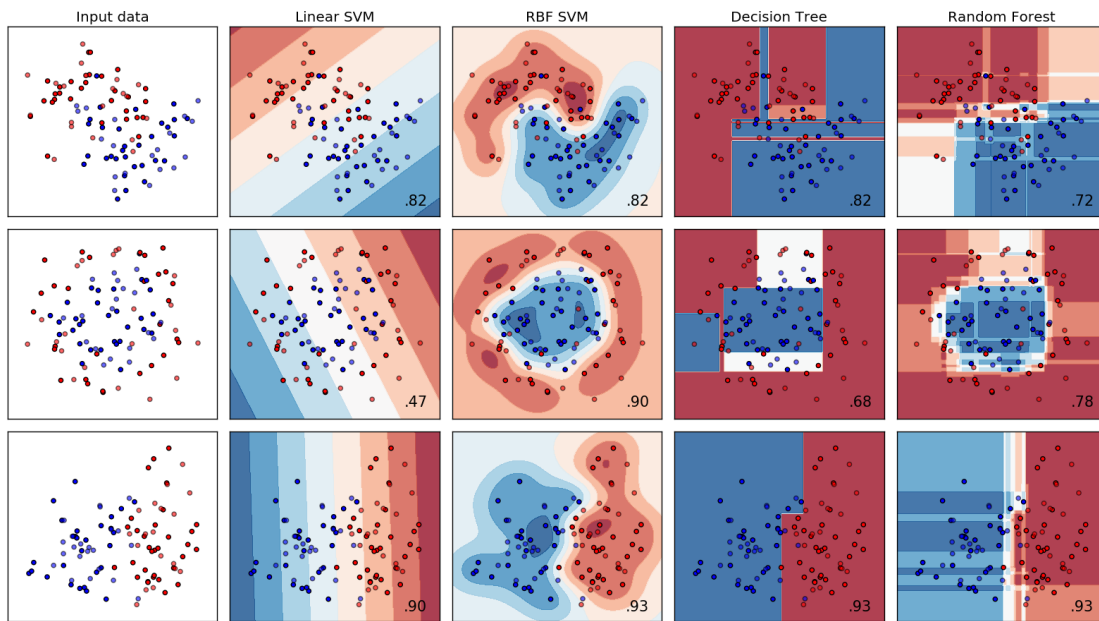 Input data
Linear SVM
RBF SVM
Decision Tree
Random Forest
.82
.82
.82
.72
.47
.90
.68
.78
.90
.93
.93
.93